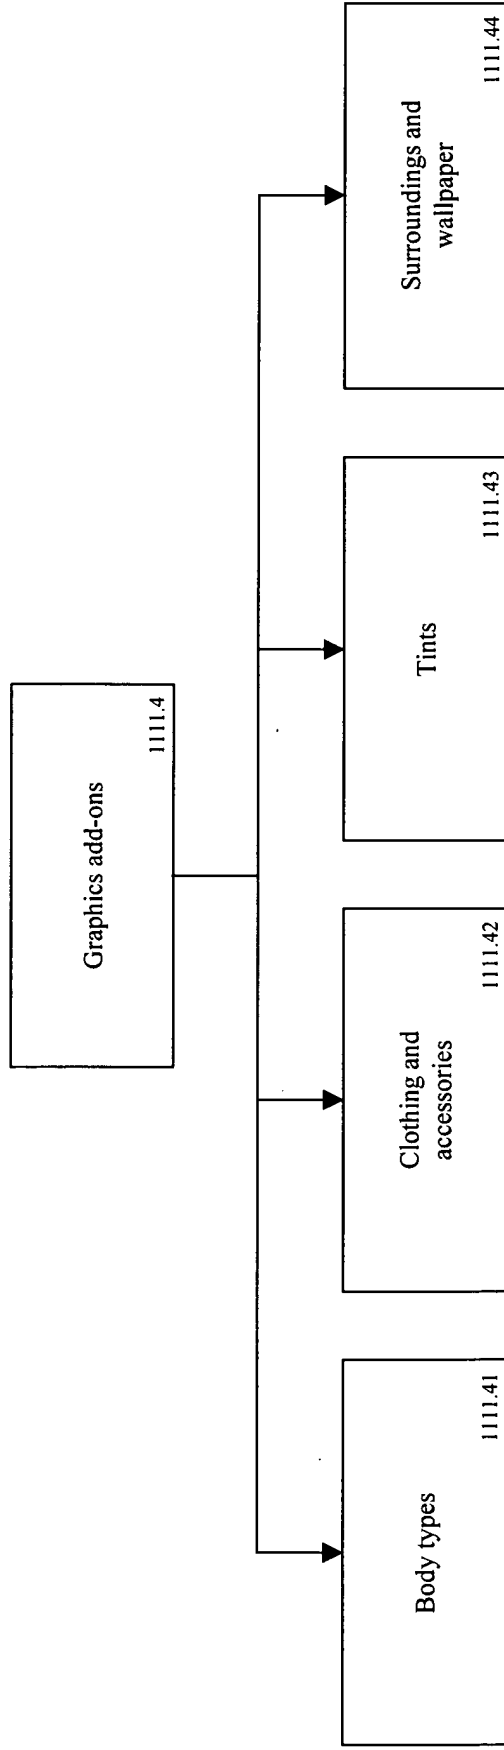 Graphics add-ons
1111.4
Body types
1111.41
Clothing and
accessories
1111.42
Tints
1111.43
Surroundings and
wallpaper
1111.44